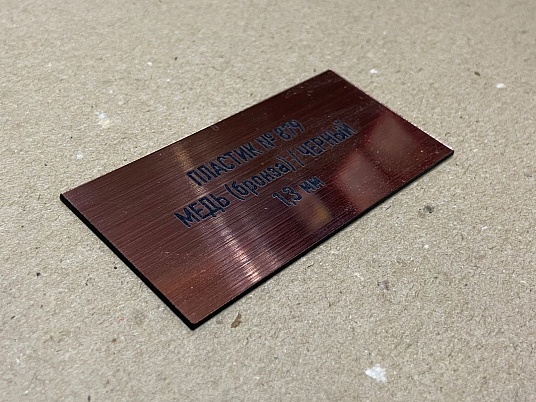 ПЛАСТИК № 819
МЕДЬ (бронза) / ЧЕРНЫЙ
1,3 мм